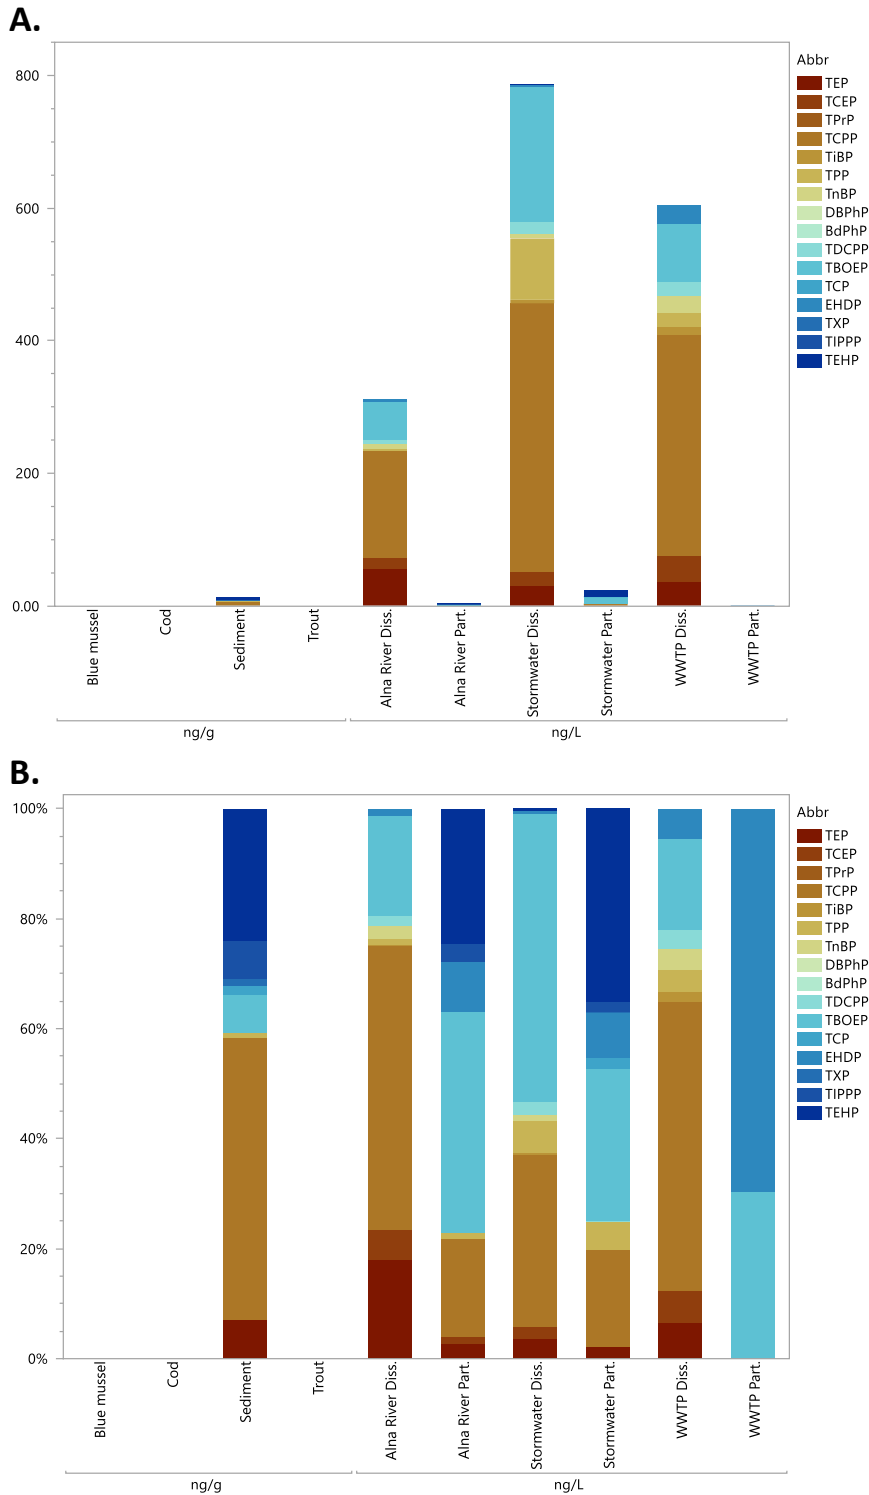 A.
800
600
400
200
0.00
Blue mussel
Cod
Sediment
Trout
Alna River Diss.
Alna River Part.
Stormwater Diss.
Stormwater Part.
WWTP Diss.
WWTP Part.
ng/g
ng/L
Abbr
TEP
TCEP
TPrP
TCPP
TiBP
TPP
TnBP
DBPhP
BdPhP
TDCPP
TBOEP
TCP
EHDP
TXP
TIPPP
TEHP
B.
100%
80%
60%
40%
20%
0%
Blue mussel
Cod
Sediment
Trout
Alna River Diss.
Alna River Part.
Stormwater Diss.
Stormwater Part.
WWTP Diss.
WWTP Part.
ng/g
ng/L
Abbr
TEP
TCEP
TPrP
TCPP
TiBP
TPP
TnBP
DBPhP
BdPhP
TDCPP
TBOEP
TCP
EHDP
TXP
TIPPP
TEHP